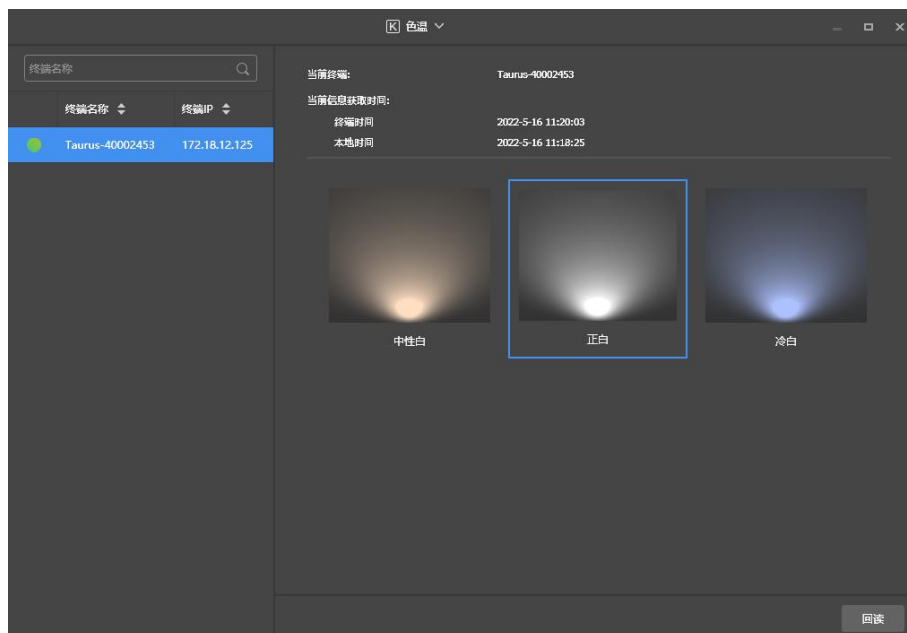 K 色温
终端名称
终端名称 终端IP
Taurus-40002453 172.18.12.125
当前终端: Taurus-40002453
当前信息获取时间:
终端时间 2022-5-16 11:20:03
本地时间 2022-5-16 11:18:25
中性白 正白 冷白
回读